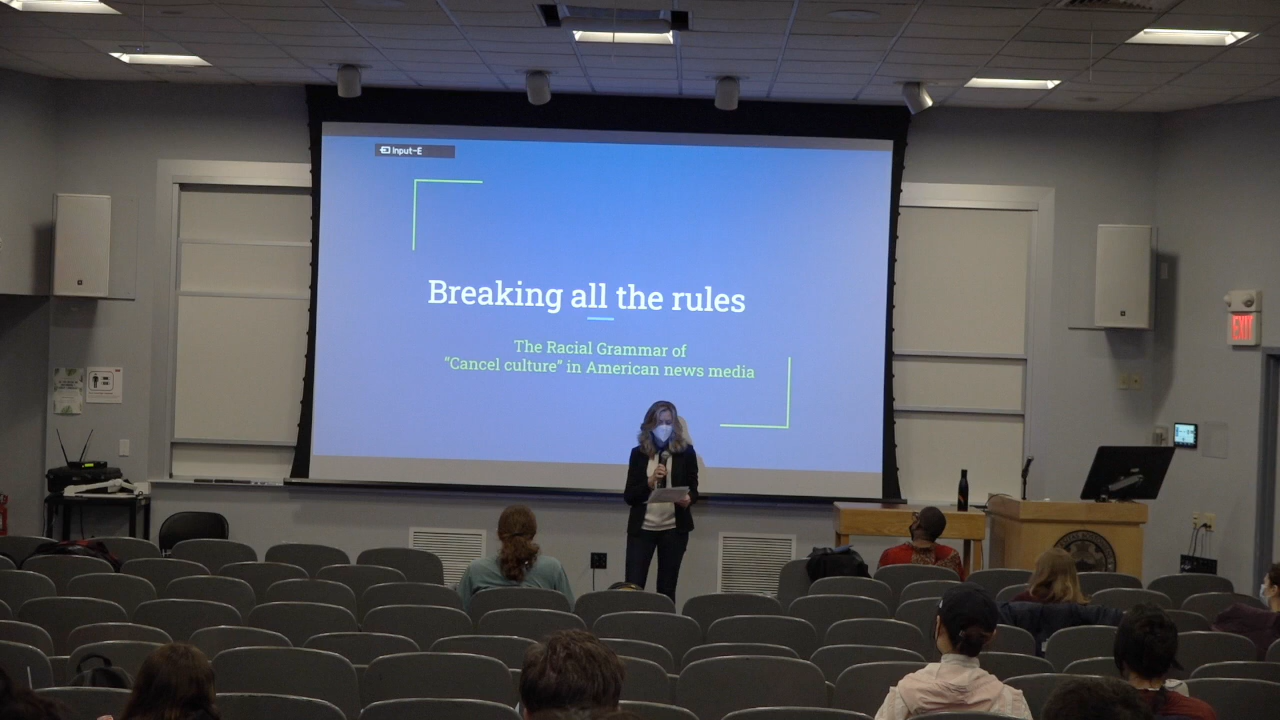 Input-E
Breaking all the rules
The Racial Grammar of
"Cancel culture" in American news media
EXIT